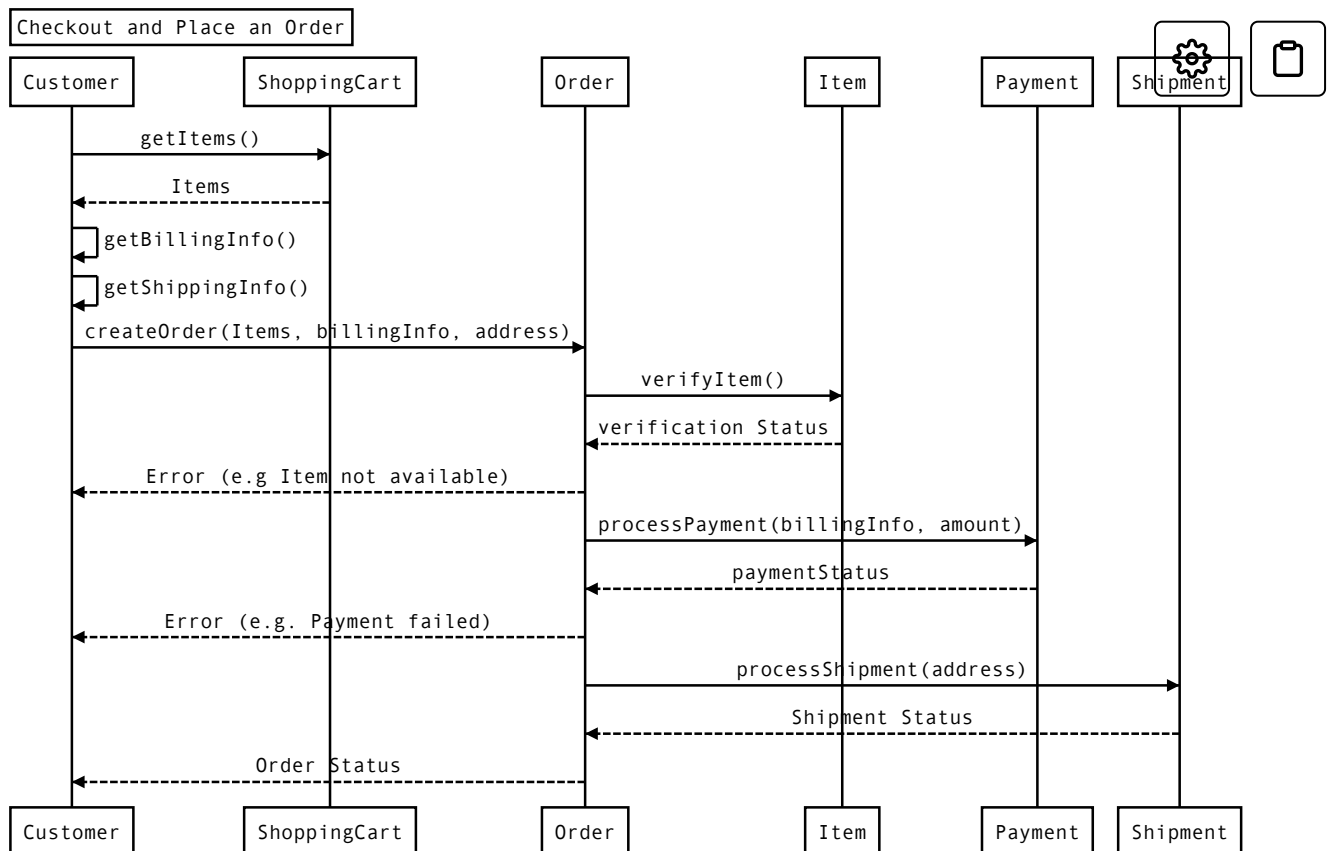 Checkout and Place an Order
Customer ShoppingCart Order Item Payment Shipment
getItems()
Items
getBillingInfo()
getShippingInfo()
createOrder(Items, billingInfo, address)
verifyItem()
verification Status
Error (e.g Item not available)
processPayment(billingInfo, amount)
paymentStatus
Error (e.g. Payment failed)
processShipment(address)
Shipment Status
Order Status
Customer ShoppingCart Order Item Payment Shipment